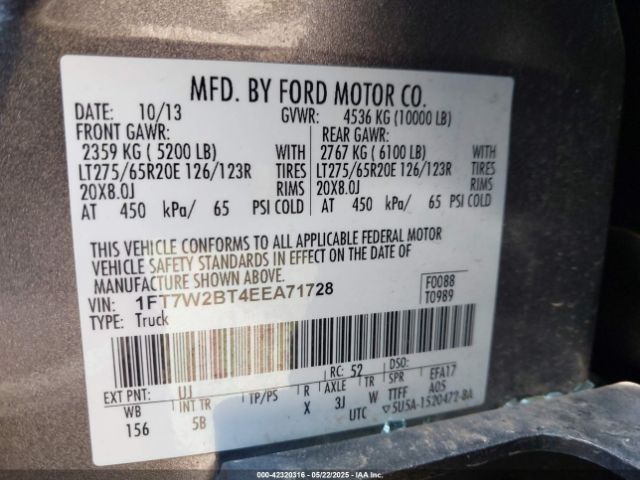 MFD. BY FORD MOTOR CO.
DATE: 10/13 GVWR: 4536 KG (10000 LB)
FRONT GAWR: REAR GAWR:
2359 KG ( 5200 LB) WITH 2767 KG ( 6100 LB) WITH
LT275/65R20E 126/123R TIRES LT275/65R20E 126/123R TIRES
20X8.0J RIMS 20X8.0J RIMS
AT 450 kPa/ 65 PSI COLD AT 450 kPa/ 65 PSI COLD
THIS VEHICLE CONFORMS TO ALL APPLICABLE FEDERAL MOTOR
VEHICLE SAFETY STANDARDS IN EFFECT ON THE DATE OF
MANUFACTURE SHOWN ABOVE.
VIN: 1FT7W2BT4EEA71728 F0088
TYPE: Truck T0989
RC: 52 DSO:
EXT PNT: UJ R AXLE TR SPR EFA17
WB INT TR TP/PS X 3J W TTFF A05
156 5B UTC ▽5U5A-1520472-BA
IAA: 00-42320316 | 05/22/2025 | IAAI.COM